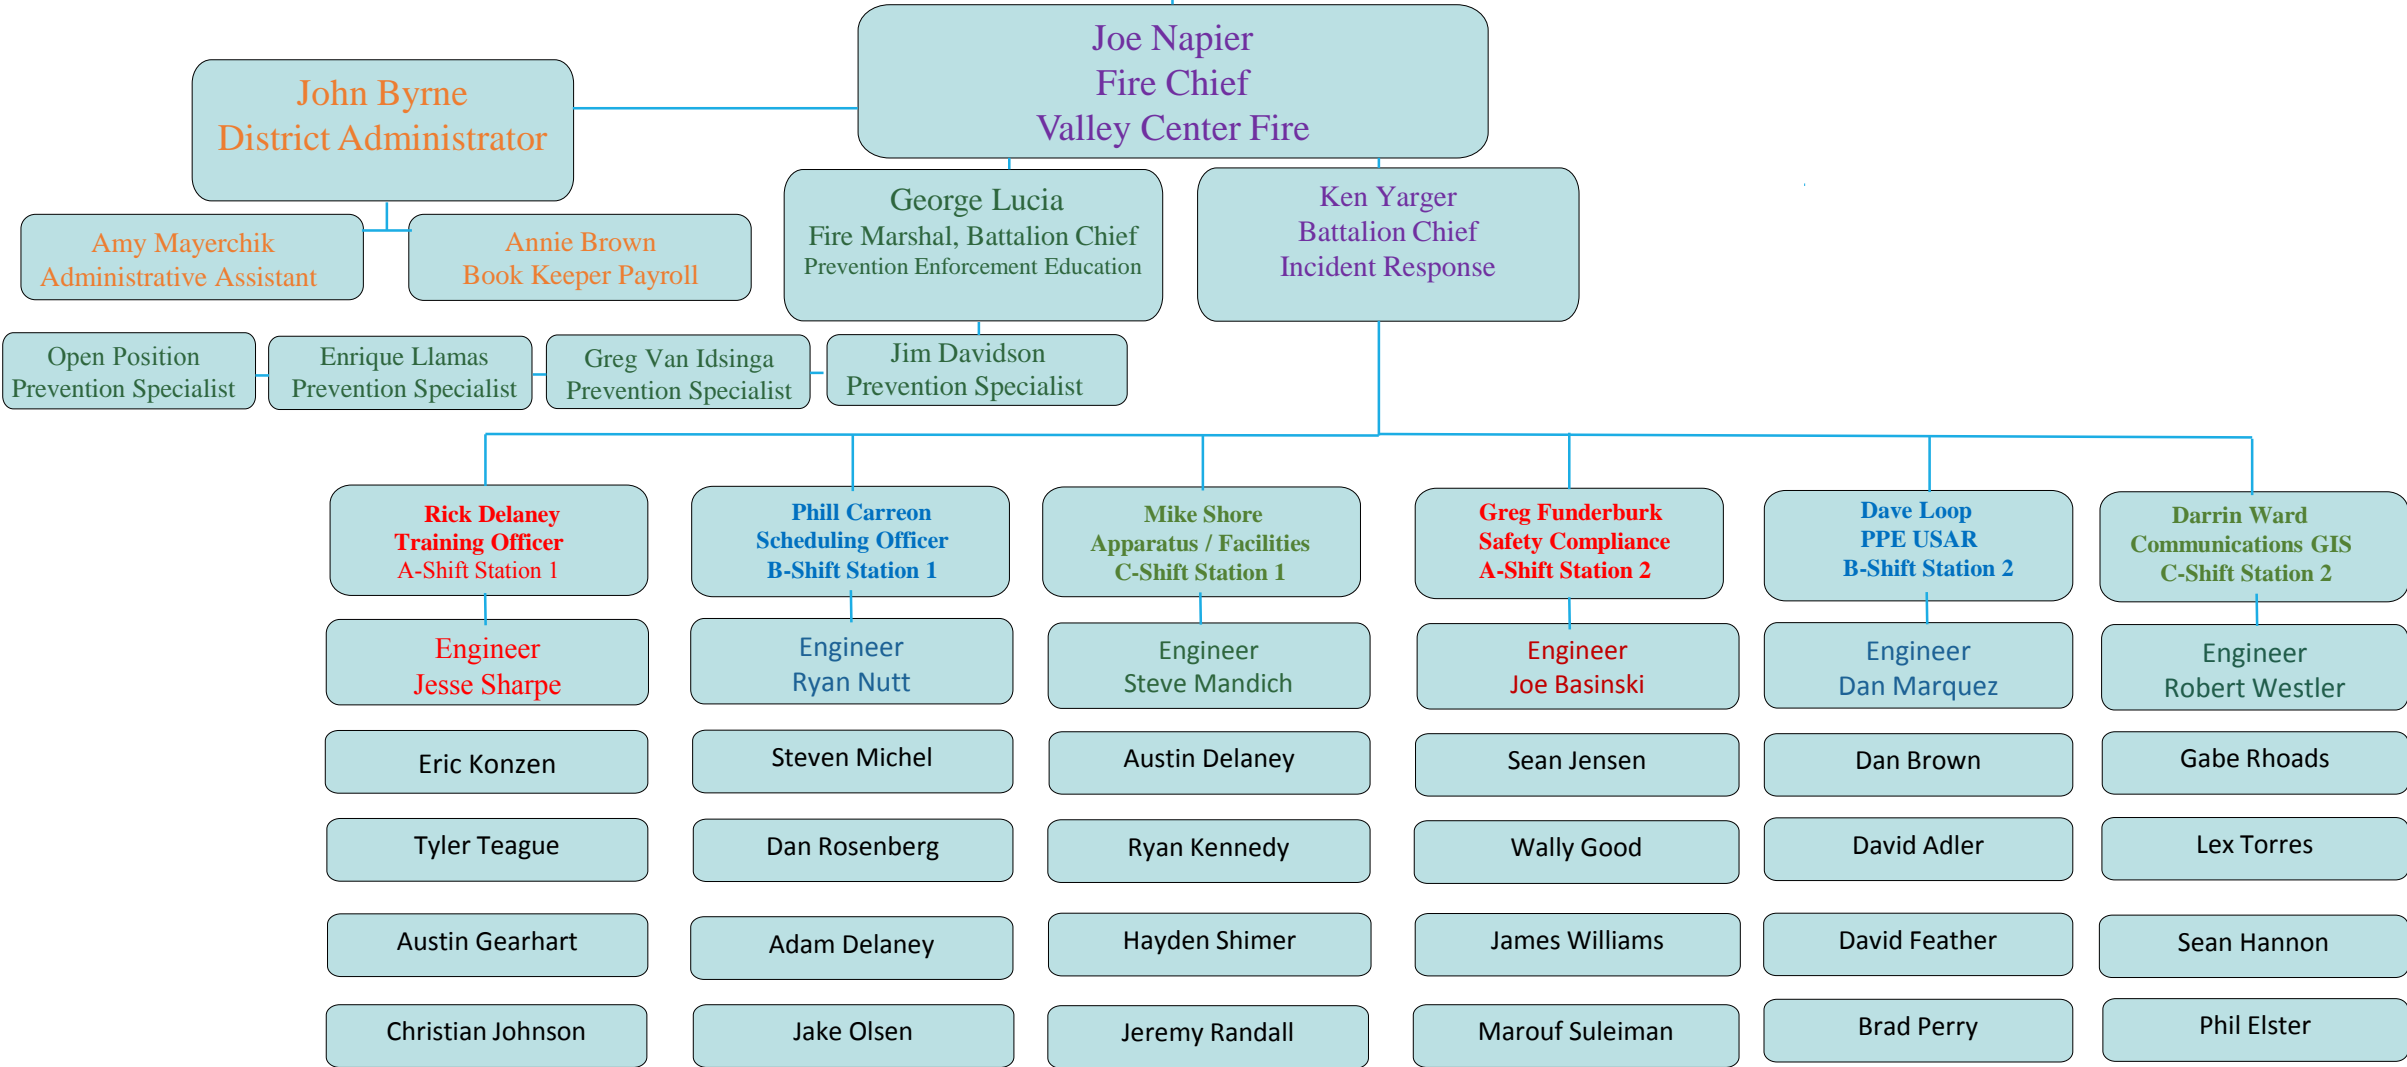 Joe Napier
Fire Chief
Valley Center Fire
John Byrne
District Administrator
Amy Mayerchik
Administrative Assistant
Annie Brown
Book Keeper Payroll
George Lucia
Fire Marshal, Battalion Chief
Prevention Enforcement Education
Ken Yarger
Battalion Chief
Incident Response
Open Position
Prevention Specialist
Enrique Llamas
Prevention Specialist
Greg Van Idsinga
Prevention Specialist
Jim Davidson
Prevention Specialist
Rick Delaney
Training Officer
A-Shift Station 1
Phill Carreon
Scheduling Officer
B-Shift Station 1
Mike Shore
Apparatus / Facilities
C-Shift Station 1
Greg Funderburk
Safety Compliance
A-Shift Station 2
Dave Loop
PPE USAR
B-Shift Station 2
Darrin Ward
Communications GIS
C-Shift Station 2
Engineer
Jesse Sharpe
Engineer
Ryan Nutt
Engineer
Steve Mandich
Engineer
Joe Basinski
Engineer
Dan Marquez
Engineer
Robert Westler
Eric Konzen
Steven Michel
Austin Delaney
Sean Jensen
Dan Brown
Gabe Rhoads
Tyler Teague
Dan Rosenberg
Ryan Kennedy
Wally Good
David Adler
Lex Torres
Austin Gearhart
Adam Delaney
Hayden Shimer
James Williams
David Feather
Sean Hannon
Christian Johnson
Jake Olsen
Jeremy Randall
Marouf Suleiman
Brad Perry
Phil Elster